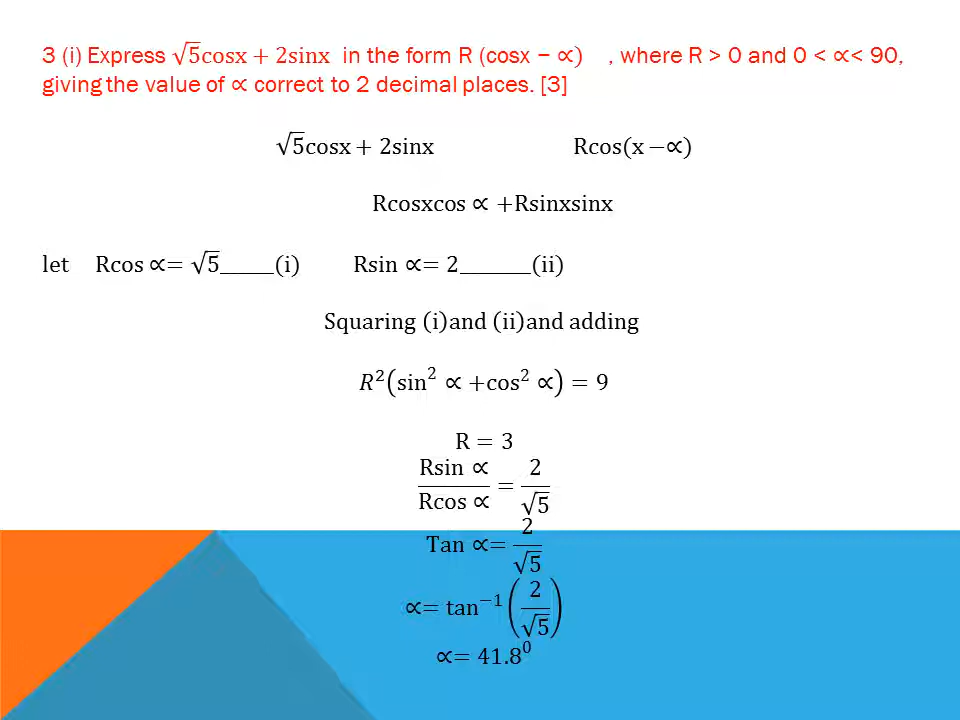 3 (i) Express √5cosx + 2sinx in the form R (cosx − ∝) , where R > 0 and 0 < ∝< 90,
giving the value of ∝ correct to 2 decimal places. [3]
√5cosx + 2sinx Rcos(x −∝)
Rcosxcos ∝ +Rsinxsinx
let Rcos ∝= √5_____(i) Rsin ∝= 2_______(ii)
Squaring (i)and (ii)and adding
R²(sin² ∝ +cos² ∝) = 9
R = 3
Rsin ∝/Rcos ∝ = 2/√5
Tan ∝= 2/√5
∝= tan⁻¹(2/√5)
∝= 41.8⁰